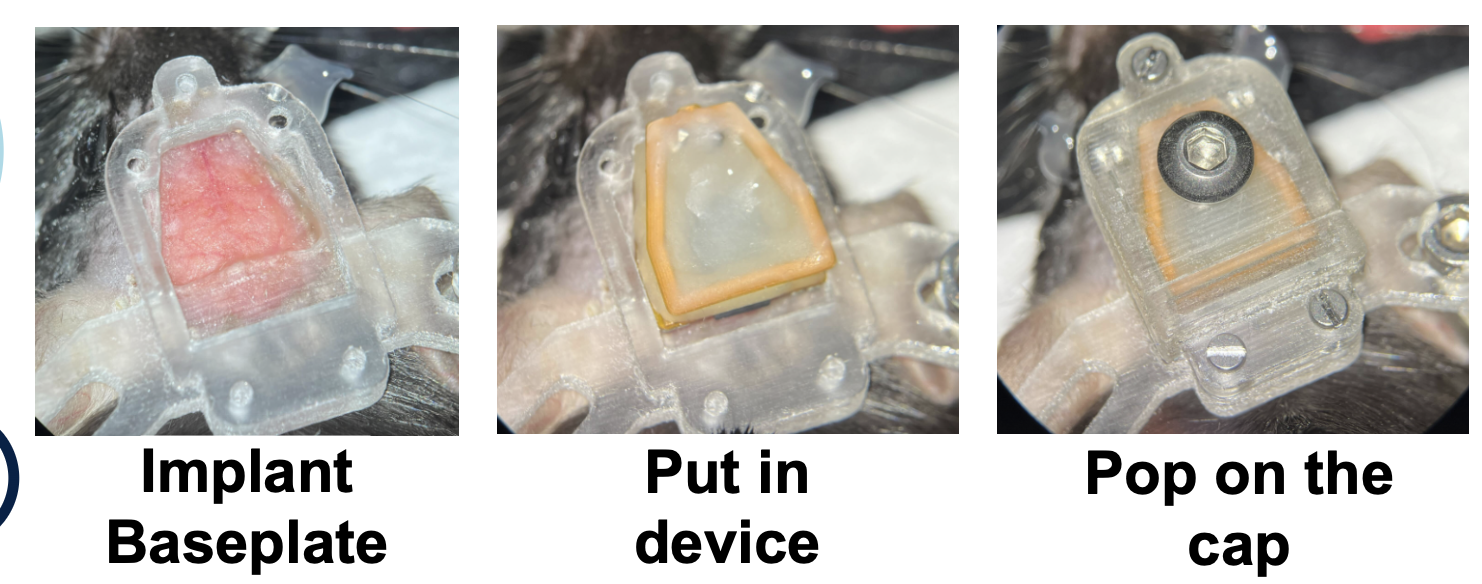 Implant
Baseplate
Put in
device
Pop on the
cap